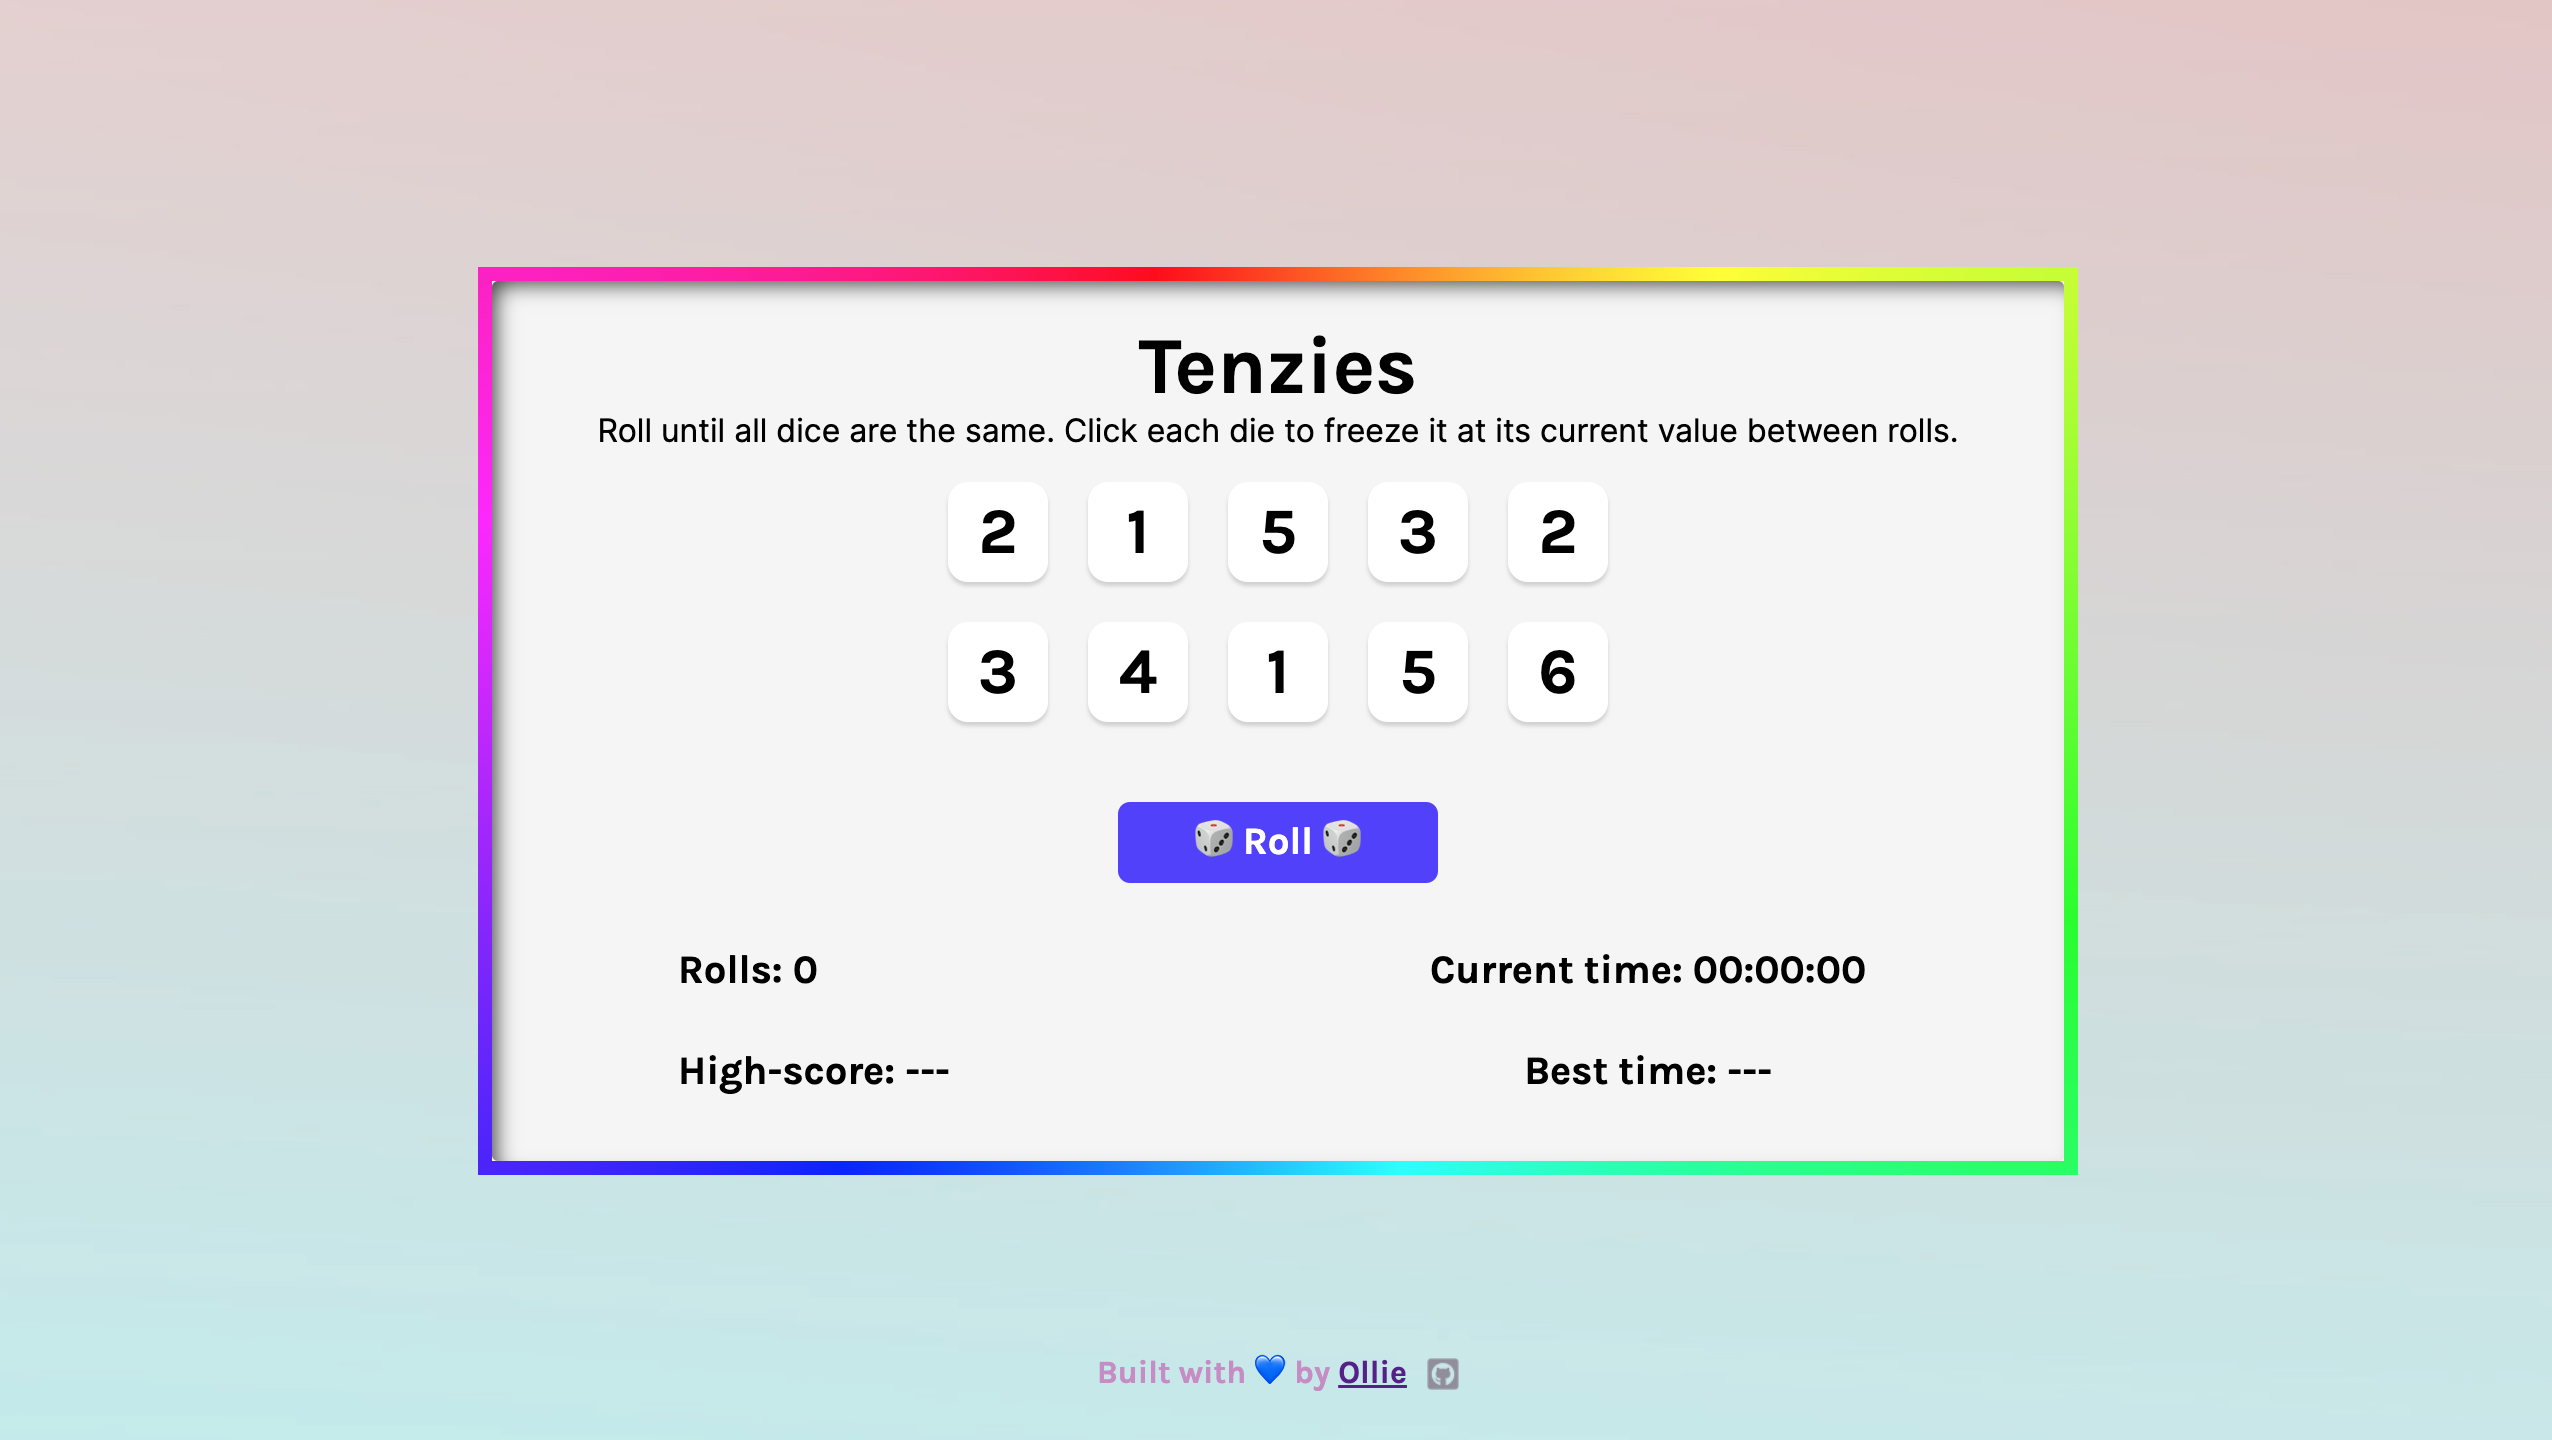 Tenzies
Roll until all dice are the same. Click each die to freeze it at its current value between rolls.
2 1 5 3 2
3 4 1 5 6
🎲 Roll 🎲
Rolls: 0
Current time: 00:00:00
High-score: ---
Best time: ---
Built with 💙 by Ollie